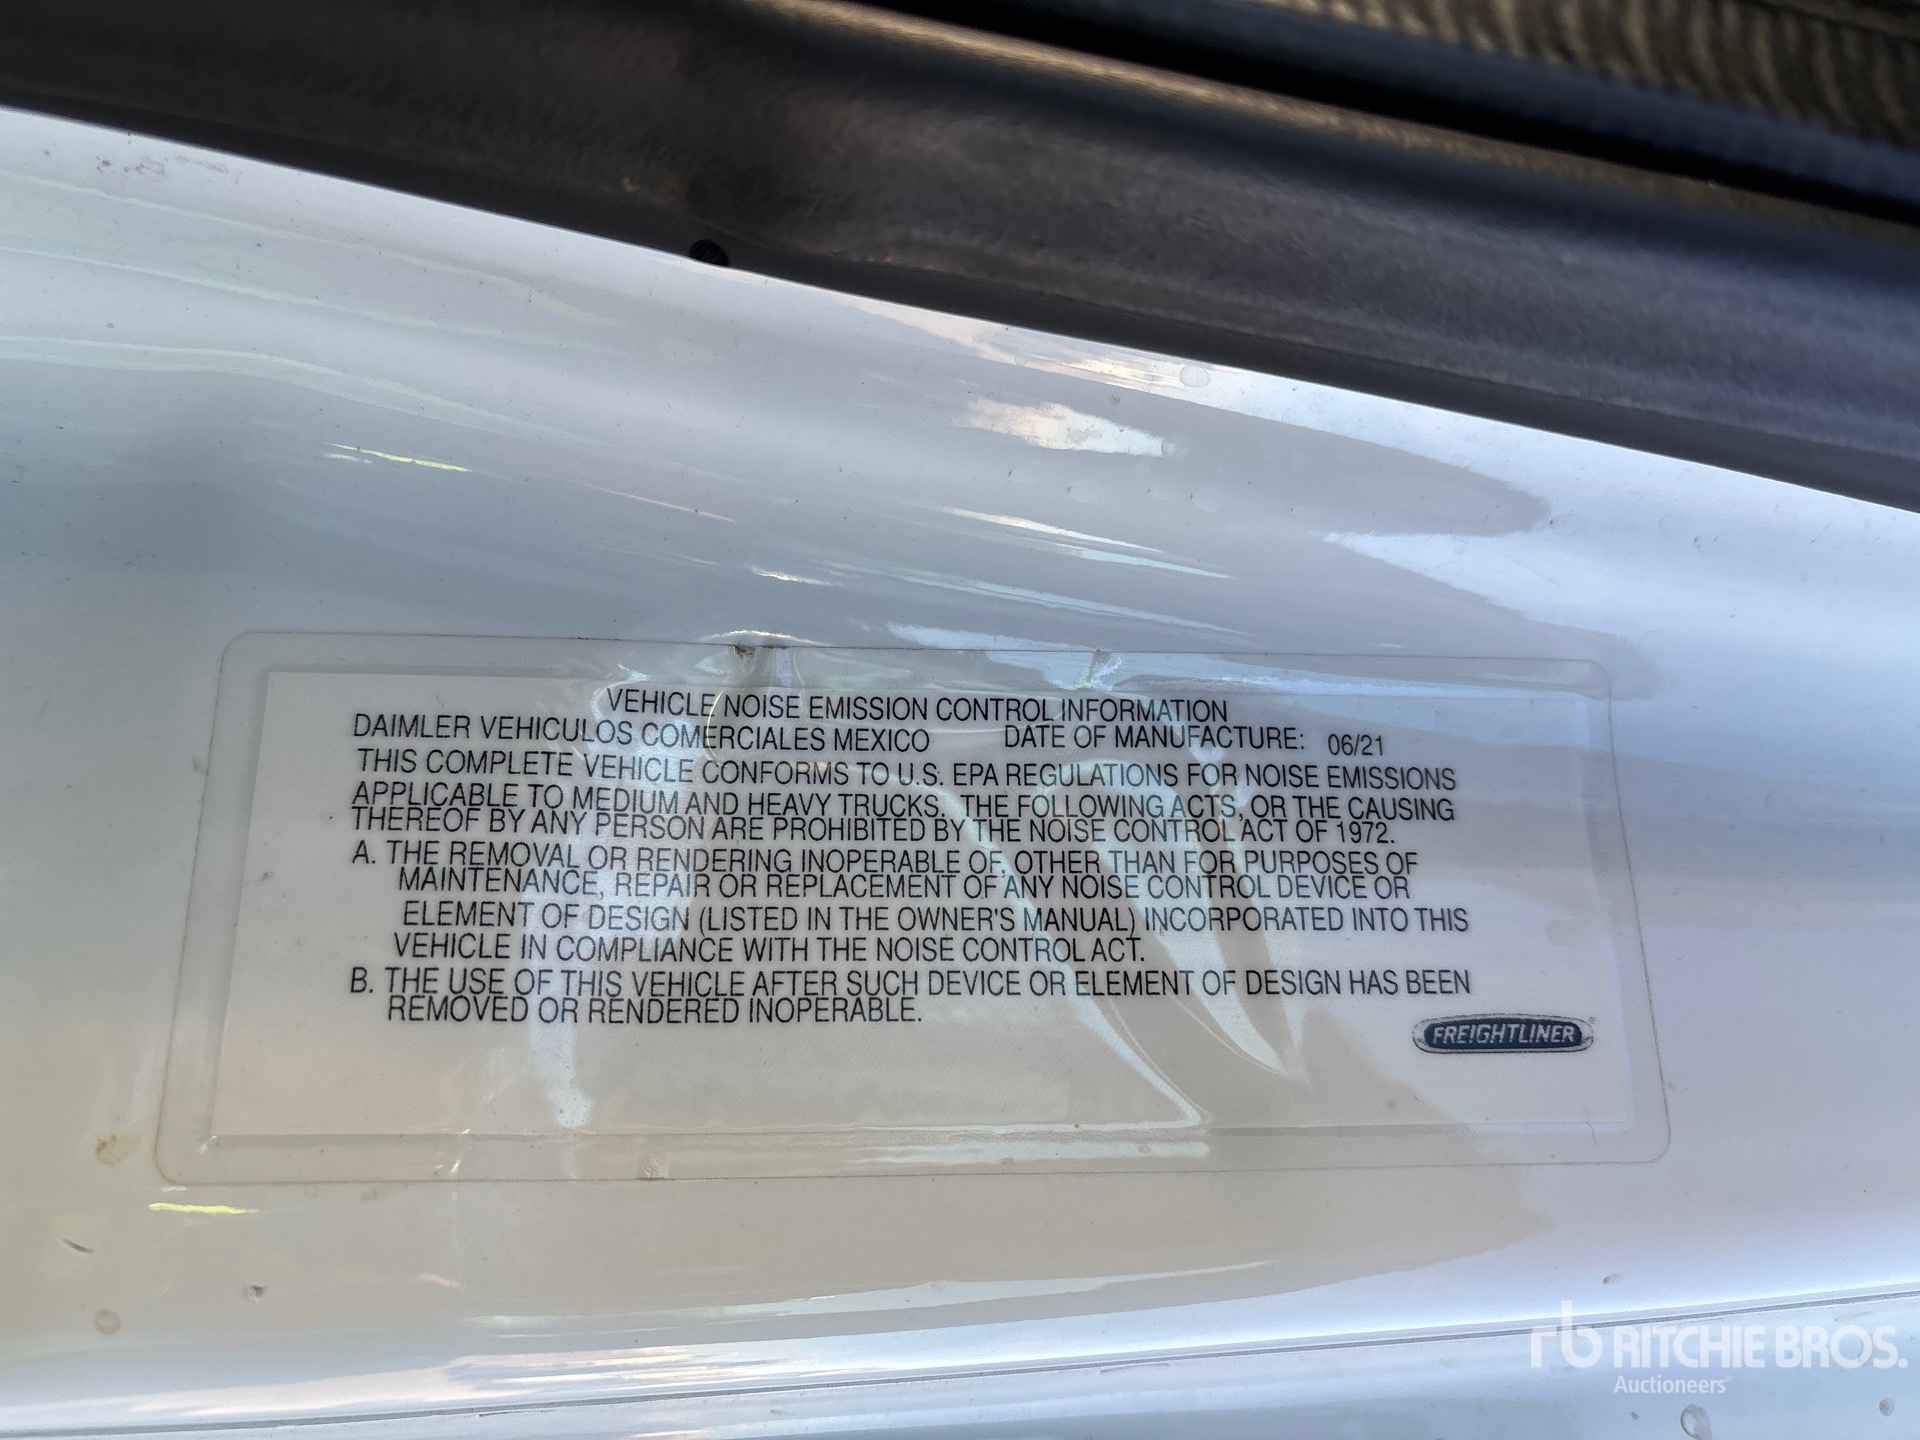 VEHICLE NOISE EMISSION CONTROL INFORMATION
DAIMLER VEHICULOS COMERCIALES MEXICO DATE OF MANUFACTURE: 06/21
THIS COMPLETE VEHICLE CONFORMS TO U.S. EPA REGULATIONS FOR NOISE EMISSIONS
APPLICABLE TO MEDIUM AND HEAVY TRUCKS. THE FOLLOWING ACTS, OR THE CAUSING
THEREOF BY ANY PERSON ARE PROHIBITED BY THE NOISE CONTROL ACT OF 1972.
A. THE REMOVAL OR RENDERING INOPERABLE OF, OTHER THAN FOR PURPOSES OF
MAINTENANCE, REPAIR OR REPLACEMENT OF ANY NOISE CONTROL DEVICE OR
ELEMENT OF DESIGN (LISTED IN THE OWNER'S MANUAL) INCORPORATED INTO THIS
VEHICLE IN COMPLIANCE WITH THE NOISE CONTROL ACT.
B. THE USE OF THIS VEHICLE AFTER SUCH DEVICE OR ELEMENT OF DESIGN HAS BEEN
REMOVED OR RENDERED INOPERABLE.
FREIGHTLINER
rb RITCHIE BROS.
Auctioneers